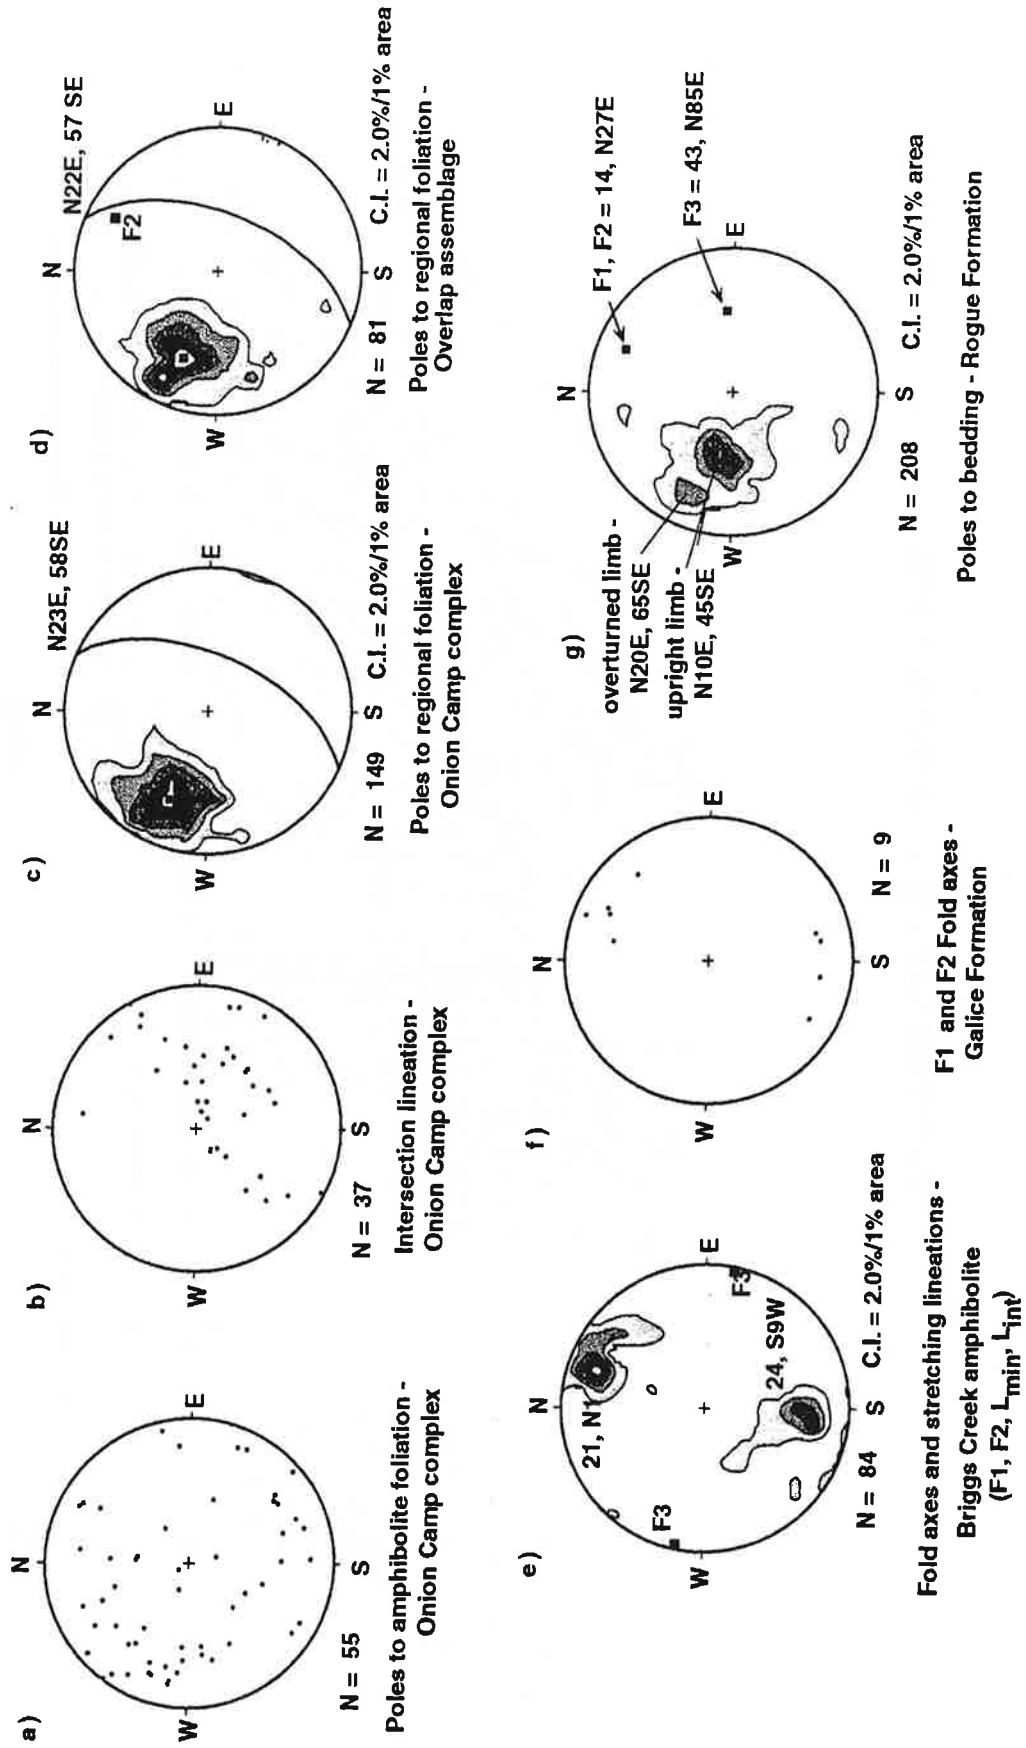 a)
N
E
S
W
N = 55
Poles to amphibolite foliation -
Onion Camp complex
b)
N
E
S
W
N = 37
Intersection lineation -
Onion Camp complex
c)
N
N23E, 58SE
E
S
W
N = 149
C.I. = 2.0%/1% area
Poles to regional foliation -
Onion Camp complex
d)
N
N22E, 57 SE
F2
E
S
W
N = 81
C.I. = 2.0%/1% area
Poles to regional foliation -
Overlap assemblage
e)
N
21, N1
F3
W
E
F3
24, S9W
S
N = 84
C.I. = 2.0%/1% area
Fold axes and stretching lineations -
Briggs Creek amphibolite
(F1, F2, Lmin, Lint)
f)
N
E
S
W
N = 9
F1 and F2 Fold axes -
Galice Formation
g)
N
F1, F2 = 14, N27E
F3 = 43, N85E
overturned limb -
N20E, 65SE
upright limb -
N10E, 45SE
W
E
S
N = 208
C.I. = 2.0%/1% area
Poles to bedding - Rogue Formation